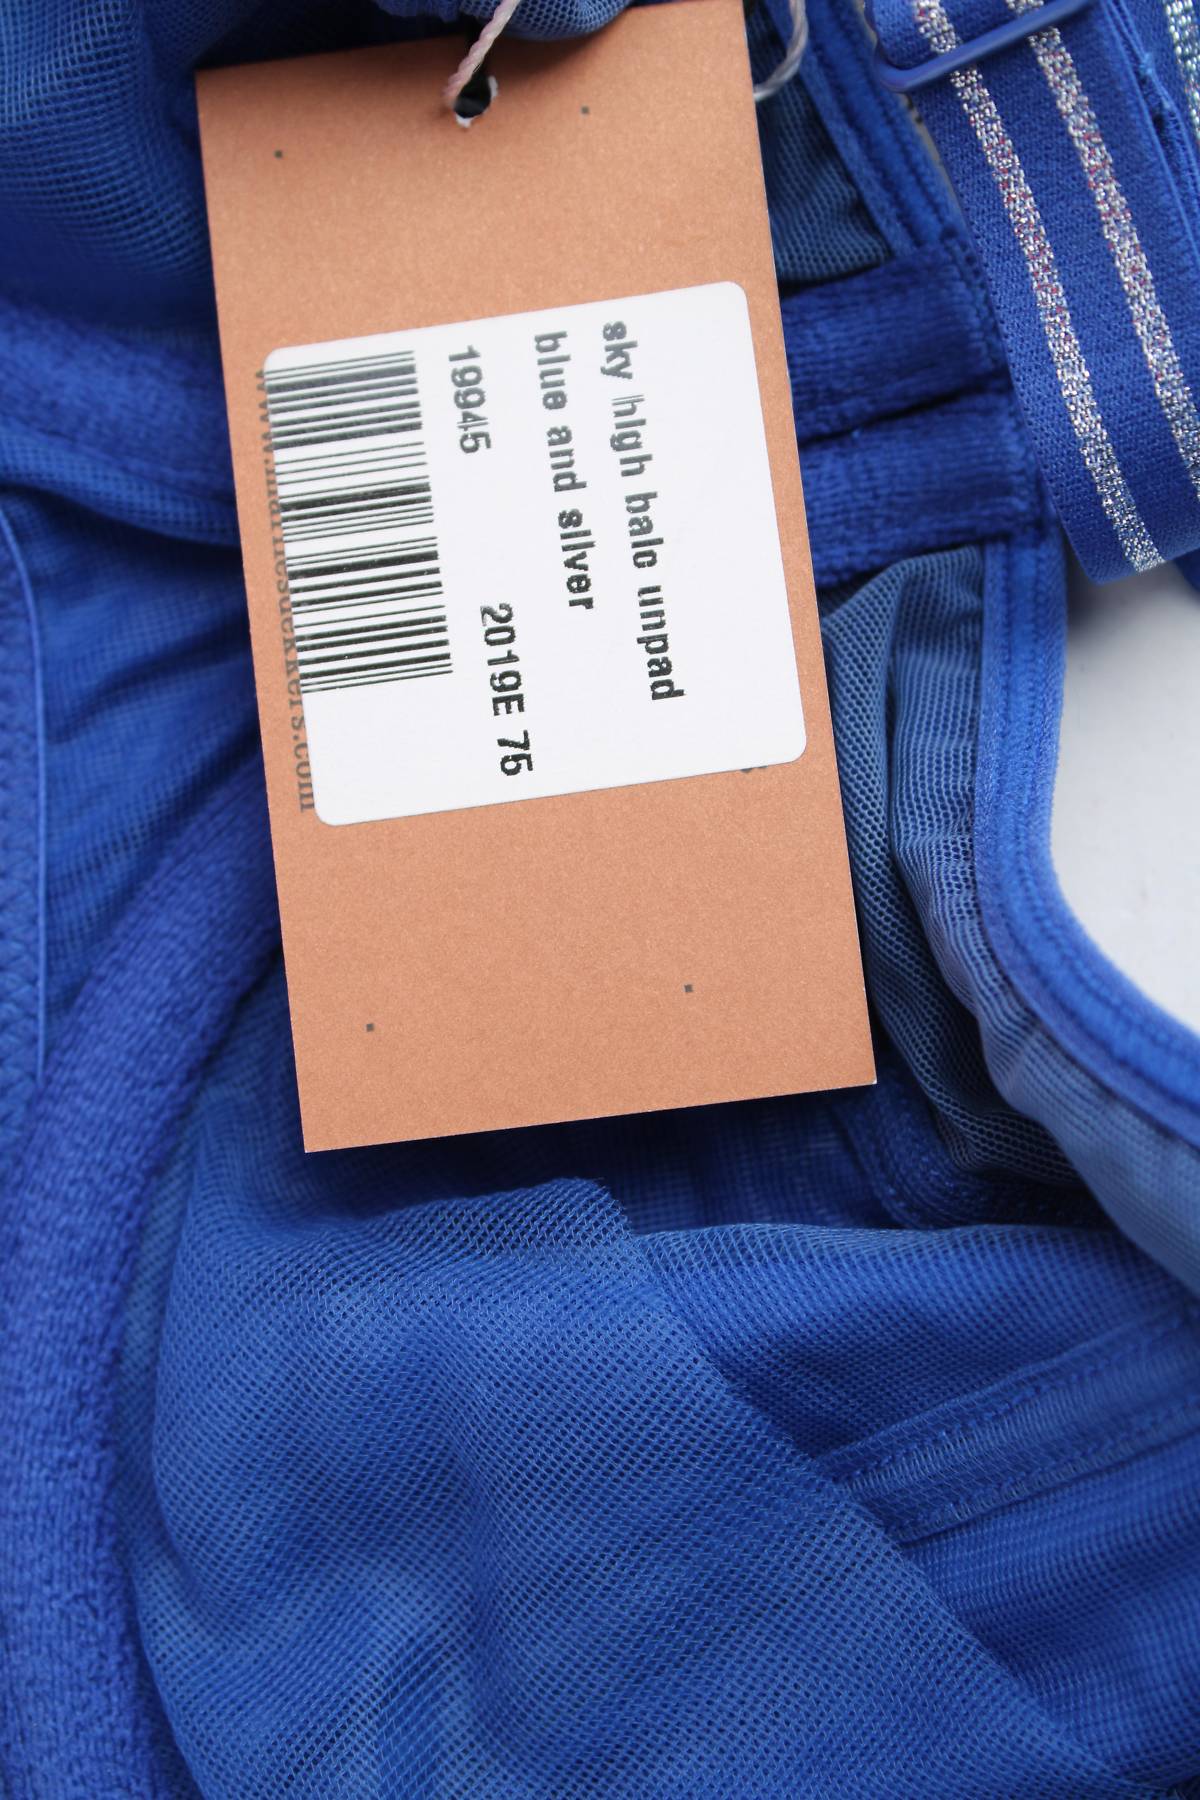 sky high balc unpad
blue and silver
19945 2019E 75